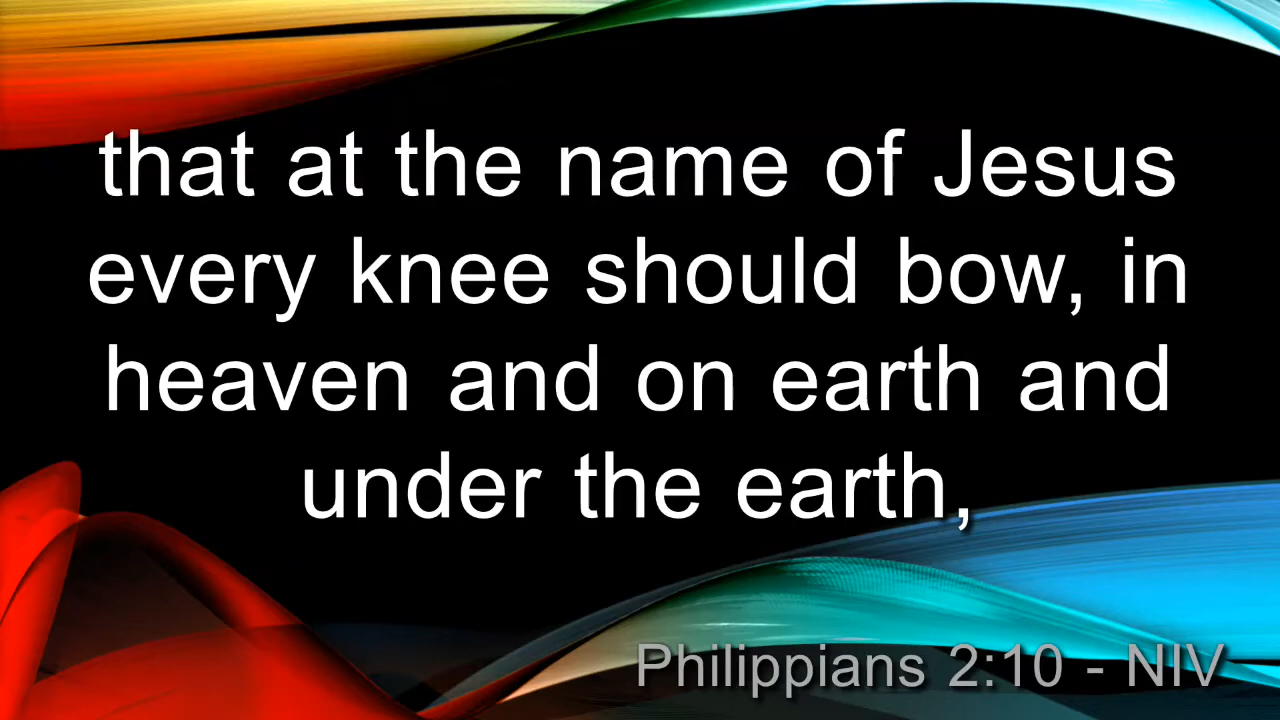 that at the name of Jesus
every knee should bow, in
heaven and on earth and
under the earth,
Philippians 2:10 - NIV